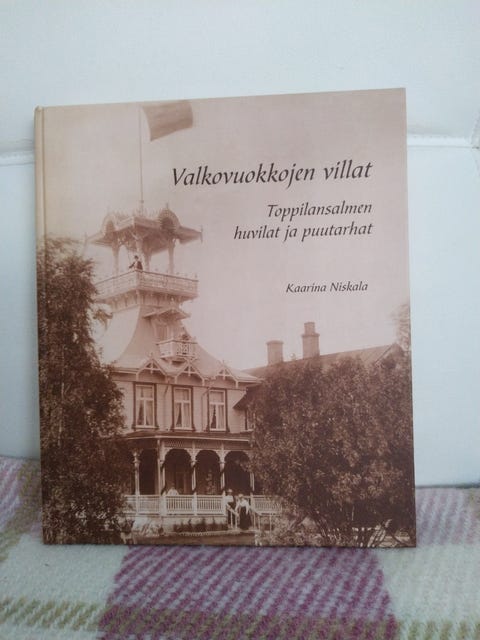 Valkovuokkojen villat
Toppilansalmen
huvilat ja puutarhat
Kaarina Niskala